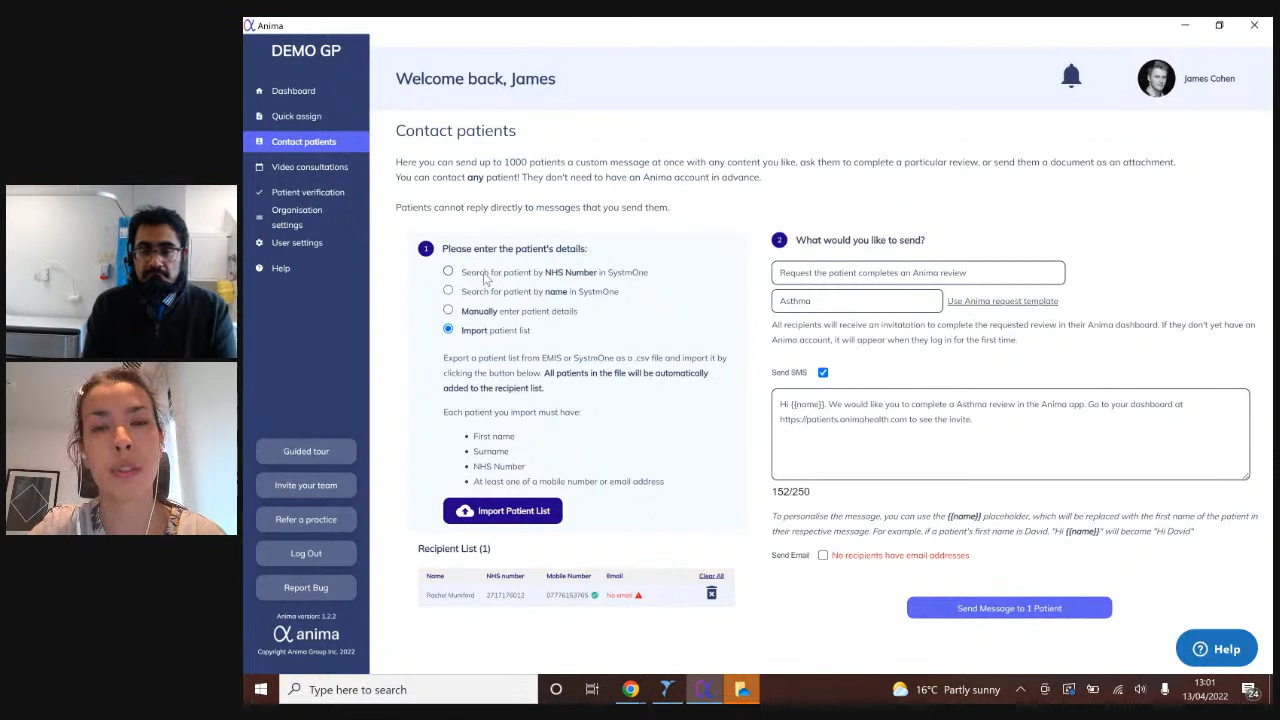 Anima
DEMO GP
Dashboard
Quick assign
Contact patients
Video consultations
Patient verification
Organisation
settings
User settings
Help
Guided tour
Invite your team
Refer a practice
Log Out
Report Bug
Anima version: 1.2.2
anima
Copyright Anima Group Inc, 2022
Welcome back, James
James Cohen
Contact patients
Here you can send up to 1000 patients a custom message at once with any content you like, ask them to complete a particular review, or send them a document as an attachment.
You can contact any patient! They don't need to have an Anima account in advance.
Patients cannot reply directly to messages that you send them.
1 Please enter the patient's details:
Search for patient by NHS Number in SystmOne
Search for patient by name in SystmOne
Manually enter patient details
Import patient list
Export a patient list from EMIS or SystmOne as a .csv file and import it by
clicking the button below. All patients in the file will be automatically
added to the recipient list.
Each patient you import must have:
First name
Surname
NHS Number
At least one of a mobile number or email address
Import Patient List
Recipient List (1)
Name NHS number Mobile Number Email Clear All
Rachel Mumford 2717176012 07776153765 No email
2 What would you like to send?
Request the patient completes an Anima review
Asthma Use Anima request template
All recipients will receive an invitatation to complete the requested review in their Anima dashboard. If they don't yet have an
Anima account, it will appear when they log in for the first time.
Send SMS
Hi {{name}}, We would like you to complete a Asthma review in the Anima app. Go to your dashboard at
https://patients.animahealth.com to see the invite.
152/250
To personalise the message, you can use the {{name}} placeholder, which will be replaced with the first name of the patient in
their respective message. For example, if a patient's first name is David, "Hi {{name}}" will become "Hi David"
Send Email No recipients have email addresses
Send Message to 1 Patient
Help
Type here to search
16°C Partly sunny
13:01
13/04/2022
24